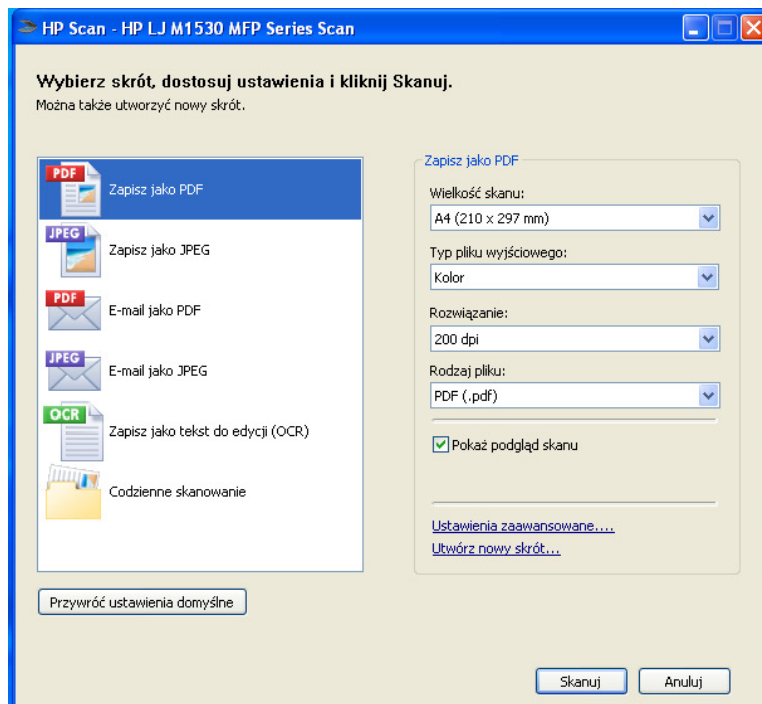 HP Scan - HP LJ M1530 MFP Series Scan
Wybierz skrót, dostosuj ustawienia i kliknij Skanuj.
Można także utworzyć nowy skrót.
PDF
Zapisz jako PDF
JPEG
Zapisz jako JPEG
PDF
E-mail jako PDF
JPEG
E-mail jako JPEG
OCR
Zapisz jako tekst do edycji (OCR)
Codzienne skanowanie
Przywróć ustawienia domyślne
Zapisz jako PDF
Wielkość skanu:
A4 (210 x 297 mm)
Typ pliku wyjściowego:
Kolor
Rozwiązanie:
200 dpi
Rodzaj pliku:
PDF (.pdf)
Pokaż podgląd skanu
Ustawienia zaawansowane....
Utwórz nowy skrót...
Skanuj
Anuluj